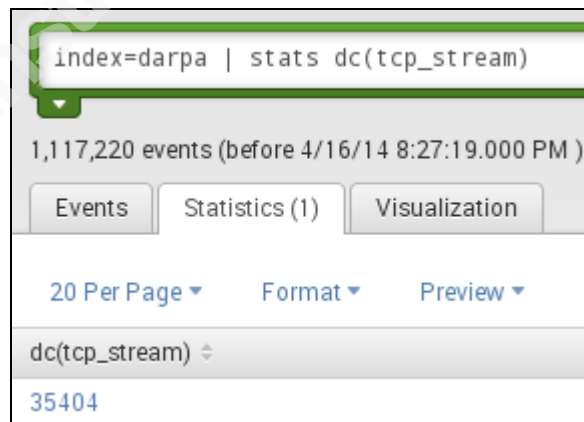 index=darpa | stats dc(tcp_stream)
1,117,220 events (before 4/16/14 8:27:19.000 PM )
Events Statistics (1) Visualization
20 Per Page Format Preview
dc(tcp_stream)
35404